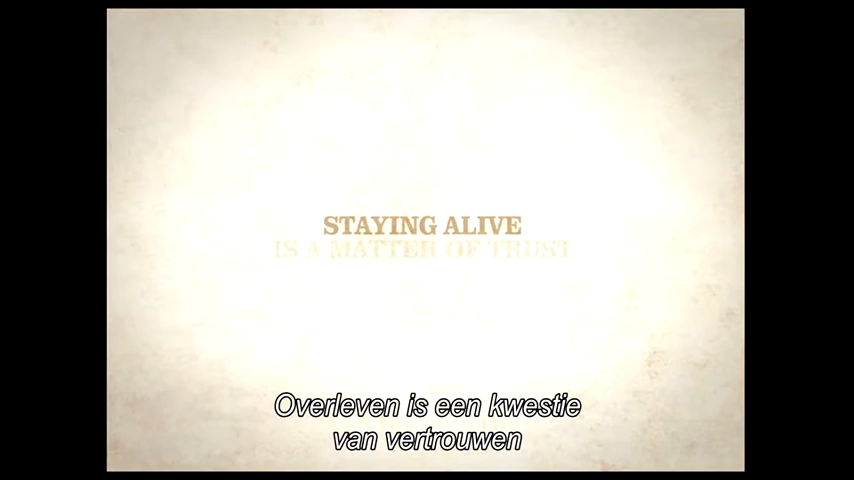 STAYING ALIVE
IS A MATTER OF TRUST
Overleven is een kwestie
van vertrouwen